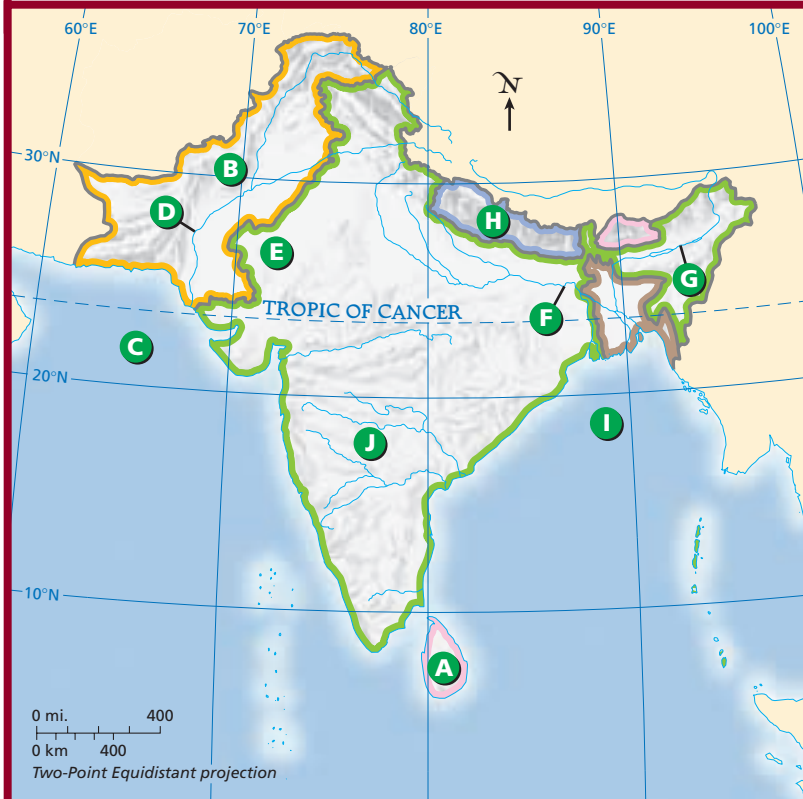 60°E 70°E 80°E 90°E 100°E
N
30°N
B
D
H
E
G
TROPIC OF CANCER
F
C
20°N
I
J
10°N
A
0 mi. 400
0 km 400
Two-Point Equidistant projection